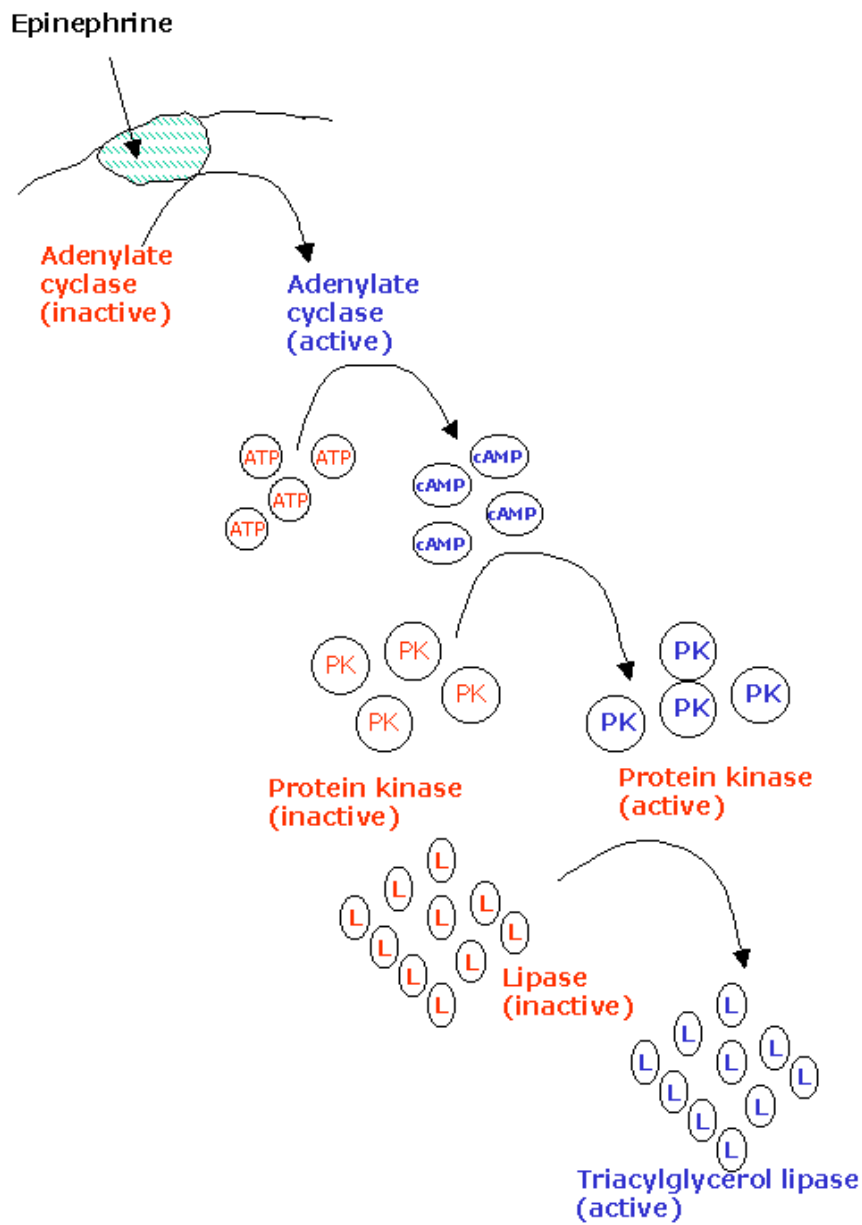 Epinephrine
Adenylate
cyclase
(inactive)
Adenylate
cyclase
(active)
ATP
ATP
ATP
ATP
cAMP
cAMP
cAMP
cAMP
PK
PK
PK
PK
PK
PK
PK
PK
Protein kinase
(inactive)
Protein kinase
(active)
L
L
L
L
L
L
L
L
L
L
Lipase
(inactive)
L
L
L
L
L
L
L
L
L
L
Triacylglycerol lipase
(active)